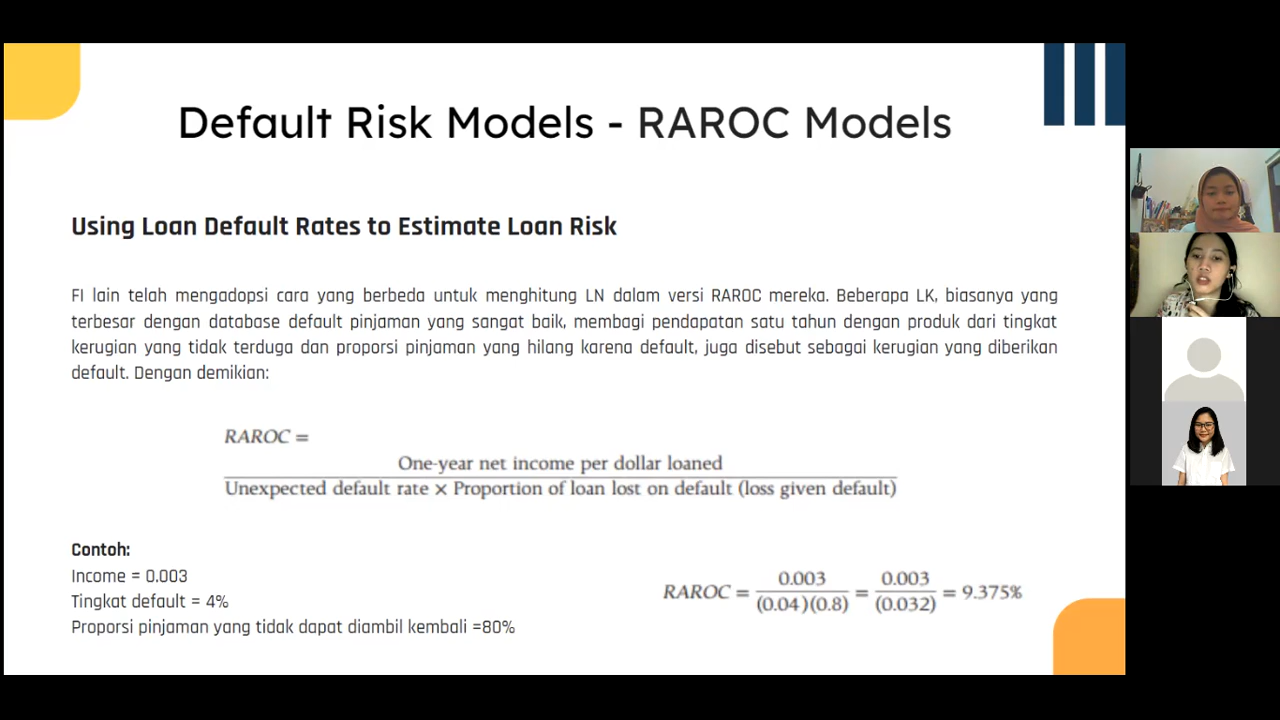 Default Risk Models - RAROC Models
Using Loan Default Rates to Estimate Loan Risk
FI lain telah mengadopsi cara yang berbeda untuk menghitung LN dalam versi RAROC mereka. Beberapa LK, biasanya yang
terbesar dengan database default pinjaman yang sangat baik, membagi pendapatan satu tahun dengan produk dari tingkat
kerugian yang tidak terduga dan proporsi pinjaman yang hilang karena default, juga disebut sebagai kerugian yang diberikan
default. Dengan demikian:
RAROC =
One-year net income per dollar loaned
Unexpected default rate × Proportion of loan lost on default (loss given default)
Contoh:
Income = 0.003
Tingkat default = 4%
Proporsi pinjaman yang tidak dapat diambil kembali =80%
RAROC = 0.003 / (0.04)(0.8) = 0.003 / (0.032) = 9.375%